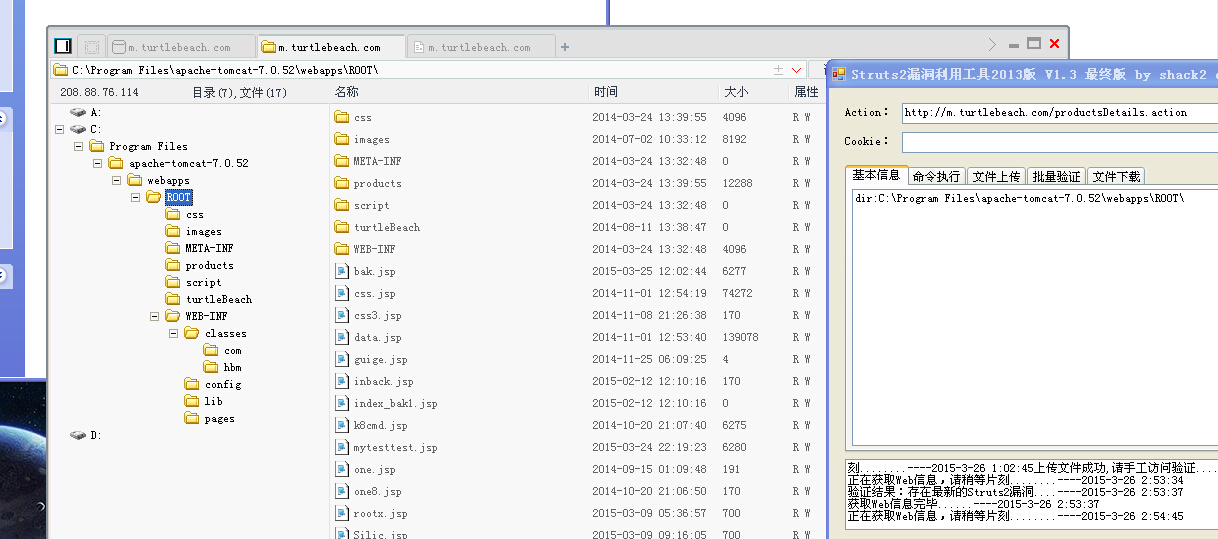 m.turtlebeach.com
m.turtlebeach.com
m.turtlebeach.com
C:\Program Files\apache-tomcat-7.0.52\webapps\ROOT\
208.88.76.114 目录(7),文件(17) 名称 时间 大小 属性
A:
C:
Program Files
apache-tomcat-7.0.52
webapps
ROOT
css
images
META-INF
products
script
turtleBeach
WEB-INF
classes
com
hbm
config
lib
pages
D:
css 2014-03-24 13:39:55 4096
images 2014-07-02 10:33:12 8192 R W
META-INF 2014-03-24 13:32:48 0 R W
products 2014-03-24 13:39:55 12288 R W
script 2014-03-24 13:32:48 0 R W
turtleBeach 2014-08-11 13:38:47 0 R W
WEB-INF 2014-03-24 13:32:48 4096 R W
bak.jsp 2015-03-25 12:02:44 6277 R W
css.jsp 2014-11-01 12:54:19 74272 R W
css3.jsp 2014-11-08 21:26:38 170 R W
data.jsp 2014-11-01 12:53:40 139078 R W
guige.jsp 2014-11-25 06:09:25 4 R W
inback.jsp 2015-02-12 12:10:16 170 R W
index_bak1.jsp 2015-02-12 12:10:16 0 R W
k8cmd.jsp 2014-10-20 21:07:40 6275 R W
mytesttest.jsp 2015-03-24 22:19:23 6280 R W
one.jsp 2014-09-15 01:09:48 191 R W
one8.jsp 2014-10-20 21:06:50 170 R W
rootx.jsp 2015-03-09 05:36:57 700 R W
Silic.jsp 2015-03-09 09:16:05 700 R W
Struts2漏洞利用工具2013版 V1.3 最终版 by shack2
Action: http://m.turtlebeach.com/productsDetails.action
Cookie:
基本信息 命令执行 文件上传 批量验证 文件下载
dir:C:\Program Files\apache-tomcat-7.0.52\webapps\ROOT\
刻........----2015-3-26 1:02:45上传文件成功,请手工访问验证....
正在获取Web信息,请稍等片刻........----2015-3-26 2:53:34
验证结果:存在最新的Struts2漏洞....----2015-3-26 2:53:37
获取Web信息完毕.......----2015-3-26 2:53:37
正在获取Web信息,请稍等片刻........----2015-3-26 2:54:45